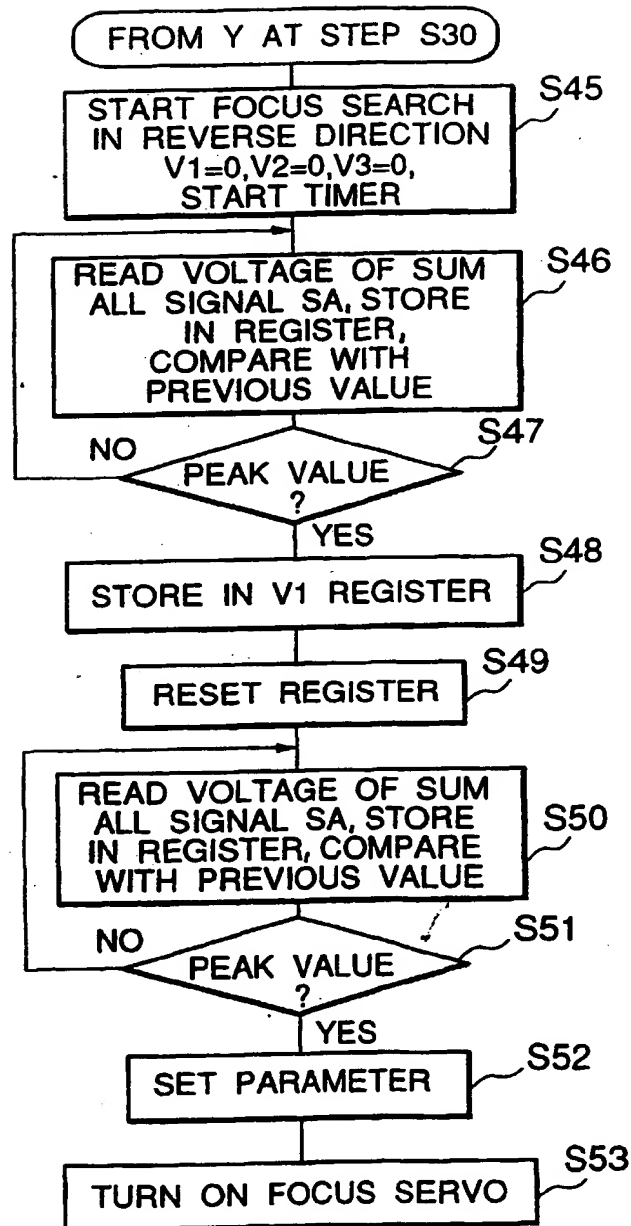 FROM Y AT STEP S30
S45
START FOCUS SEARCH
IN REVERSE DIRECTION
V1=0,V2=0,V3=0,
START TIMER
S46
READ VOLTAGE OF SUM
ALL SIGNAL SA, STORE
IN REGISTER,
COMPARE WITH
PREVIOUS VALUE
S47
NO
PEAK VALUE
?
YES
S48
STORE IN V1 REGISTER
S49
RESET REGISTER
S50
READ VOLTAGE OF SUM
ALL SIGNAL SA, STORE
IN REGISTER, COMPARE
WITH PREVIOUS VALUE
S51
NO
PEAK VALUE
?
YES
S52
SET PARAMETER
S53
TURN ON FOCUS SERVO